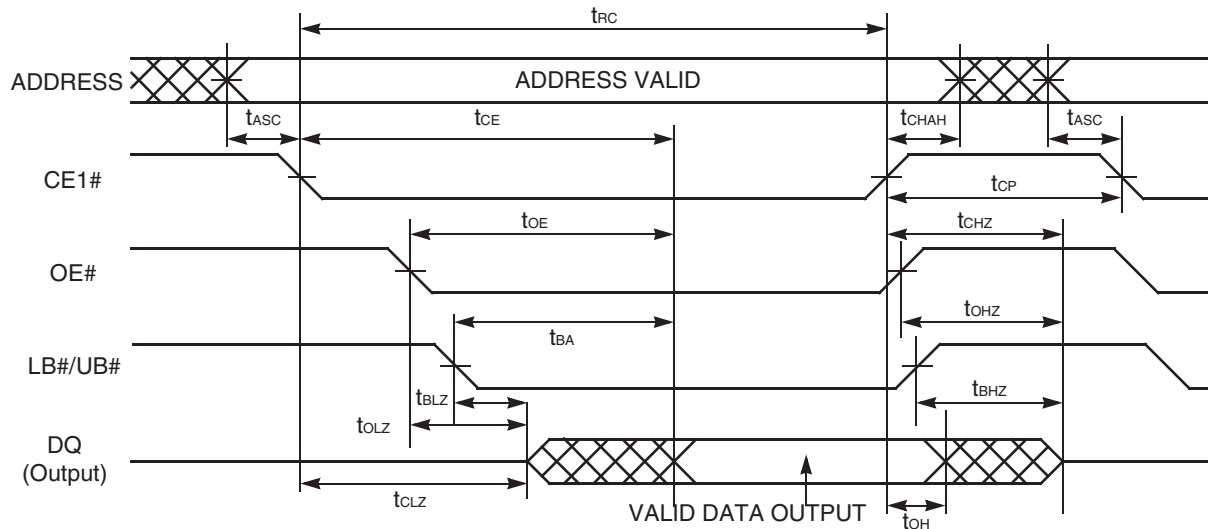 tRC
ADDRESS
ADDRESS VALID
tASC
tCE
tCHAH
tASC
CE1#
tCP
tOE
tCHZ
OE#
tBA
tOHZ
LB#/UB#
tBLZ
tBHZ
tOLZ
DQ
(Output)
tCLZ
VALID DATA OUTPUT
tOH